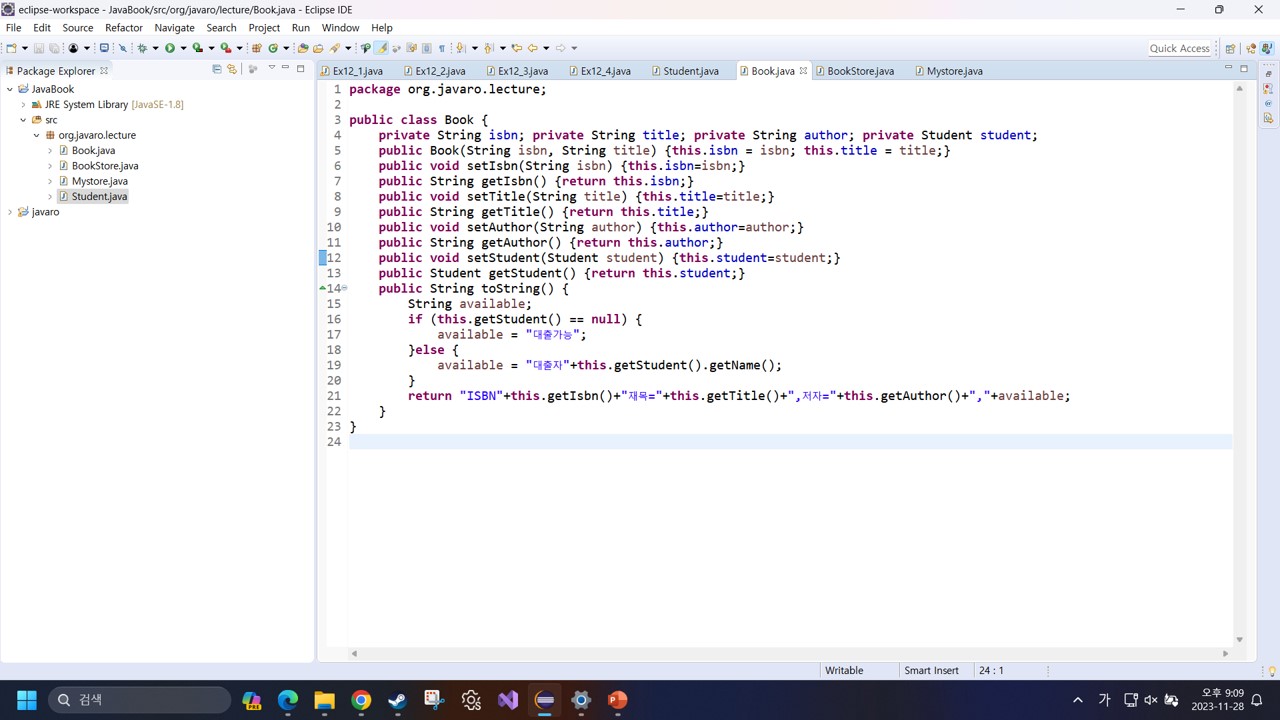 eclipse-workspace - JavaBook/src/org/javaro/lecture/Book.java - Eclipse IDE
File Edit Source Refactor Navigate Search Project Run Window Help
Quick Access
Package Explorer
JavaBook
JRE System Library [JavaSE-1.8]
src
org.javaro.lecture
Book.java
BookStore.java
Mystore.java
Student.java
javaro
Ex12_1.java Ex12_2.java Ex12_3.java Ex12_4.java Student.java Book.java BookStore.java Mystore.java
1 package org.javaro.lecture;
2
3 public class Book {
4     private String isbn; private String title; private String author; private Student student;
5     public Book(String isbn, String title) {this.isbn = isbn; this.title = title;}
6     public void setIsbn(String isbn) {this.isbn=isbn;}
7     public String getIsbn() {return this.isbn;}
8     public void setTitle(String title) {this.title=title;}
9     public String getTitle() {return this.title;}
10     public void setAuthor(String author) {this.author=author;}
11     public String getAuthor() {return this.author;}
12     public void setStudent(Student student) {this.student=student;}
13     public Student getStudent() {return this.student;}
14     public String toString() {
15         String available;
16         if (this.getStudent() == null) {
17             available = "대출가능";
18         }else {
19             available = "대출자"+this.getStudent().getName();
20         }
21         return "ISBN"+this.getIsbn()+"재목="+this.getTitle()+",저자="+this.getAuthor()+","+available;
22     }
23 }
24
Writable Smart Insert 24 : 1
검색
PRE
가
오후 9:09
2023-11-28